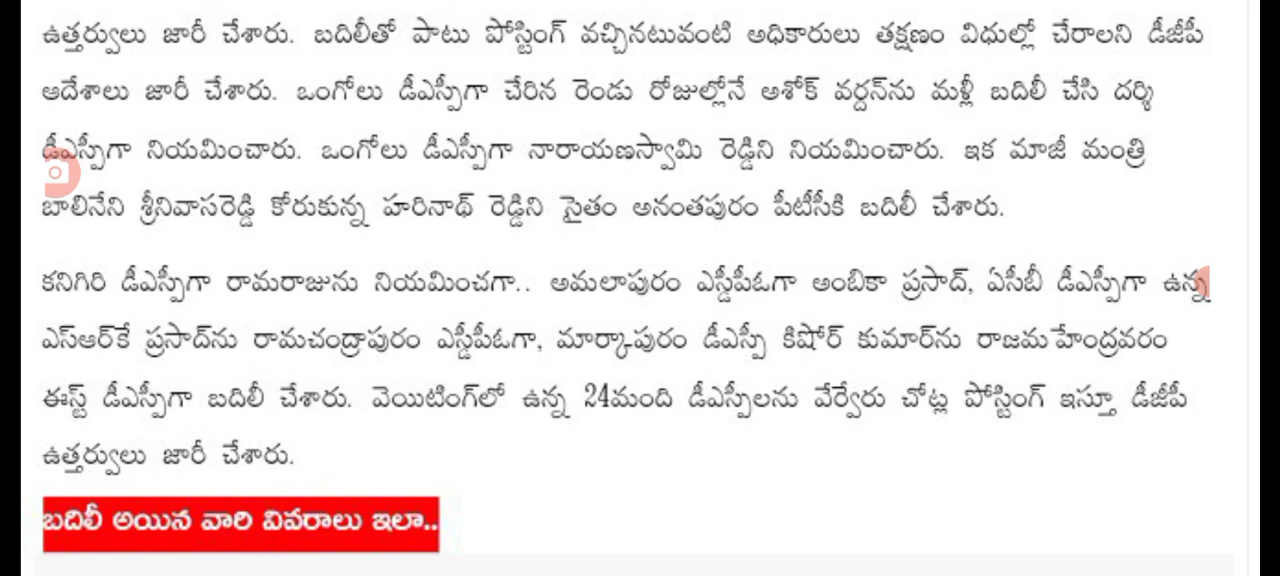 ఉత్తర్వులు జారీ చేశారు. బదిలీతో పాటు పోస్టింగ్ వచ్చినటువంటి అధికారులు తక్షణం విధుల్లో చేరాలని డీజీపీ
ఆదేశాలు జారీ చేశారు. ఒంగోలు డీఎస్పీగా చేరిన రెండు రోజుల్లోనే అశోక్ వర్దన్‌ను మళ్లీ బదిలీ చేసి దర్శి
డీఎస్పీగా నియమించారు. ఒంగోలు డీఎస్పీగా నారాయణస్వామి రెడ్డిని నియమించారు. ఇక మాజీ మంత్రి
బాలినేని శ్రీనివాసరెడ్డి కోరుకున్న హరినాథ్ రెడ్డిని సైతం అనంతపురం పీటీసీకి బదిలీ చేశారు.
కనిగిరి డీఎస్పీగా రామరాజును నియమించగా.. అమలాపురం ఎస్డీపీఓగా అంబికా ప్రసాద్, ఏసీబీ డీఎస్పీగా ఉన్న
ఎస్ఆర్‌కే ప్రసాద్‌ను రామచంద్రాపురం ఎస్డీపీఓగా, మార్కాపురం డీఎస్పీ కిషోర్ కుమార్‌ను రాజమహేంద్రవరం
ఈస్ట్ డీఎస్పీగా బదిలీ చేశారు. వెయిటింగ్‌లో ఉన్న 24మంది డీఎస్పీలను వేర్వేరు చోట్ల పోస్టింగ్ ఇస్తూ డీజీపీ
ఉత్తర్వులు జారీ చేశారు.
బదిలీ అయిన వారి వివరాలు ఇలా..